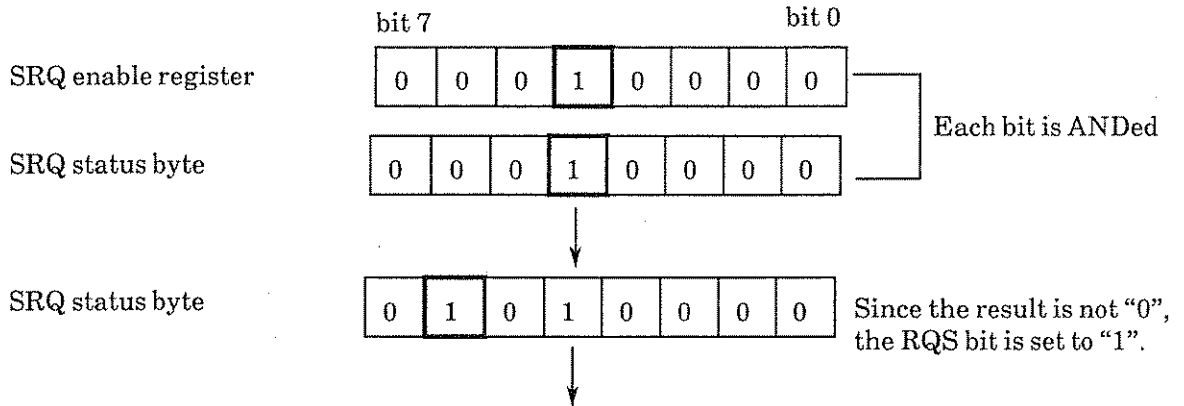 bit 7 bit 0
SRQ enable register 0 0 0 1 0 0 0 0
Each bit is ANDed
SRQ status byte 0 0 0 1 0 0 0 0
SRQ status byte 0 1 0 1 0 0 0 0 Since the result is not “0”,
the RQS bit is set to “1”.